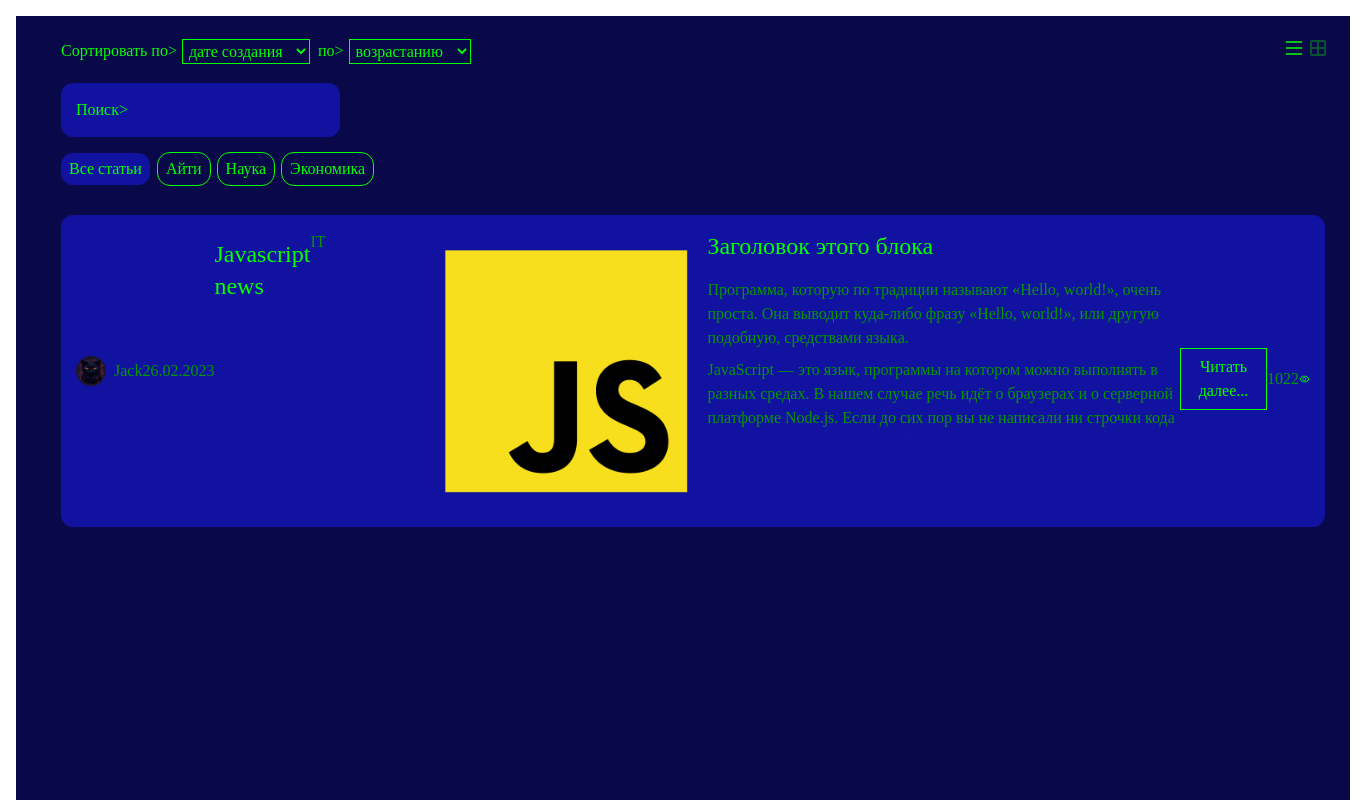 Сортировать по> дате создания по> возрастанию
Поиск>
Все статьи Айти Наука Экономика
Javascript IT
news
Jack26.02.2023
JS
Заголовок этого блока
Программа, которую по традиции называют «Hello, world!», очень
проста. Она выводит куда-либо фразу «Hello, world!», или другую
подобную, средствами языка.
JavaScript — это язык, программы на котором можно выполнять в
разных средах. В нашем случае речь идёт о браузерах и о серверной
платформе Node.js. Если до сих пор вы не написали ни строчки кода
Читать
далее...
1022